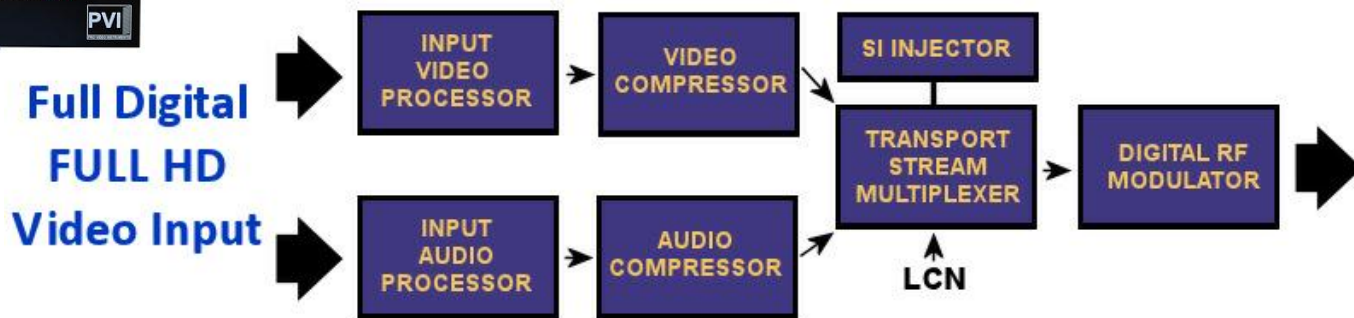 PVI
Full Digital
FULL HD
Video Input
INPUT
VIDEO
PROCESSOR
VIDEO
COMPRESSOR
SI INJECTOR
TRANSPORT
STREAM
MULTIPLEXER
DIGITAL RF
MODULATOR
INPUT
AUDIO
PROCESSOR
AUDIO
COMPRESSOR
LCN